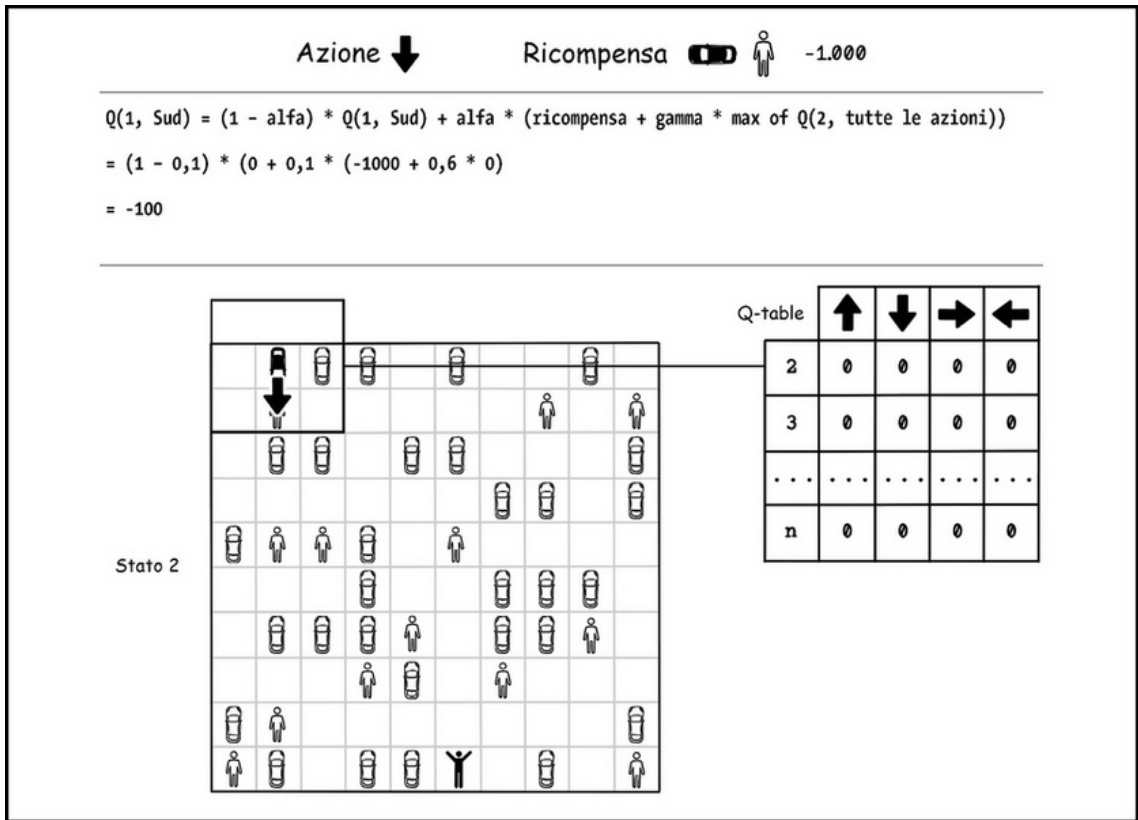 Azione Ricompensa -1.000
Q(1, Sud) = (1 - alfa) * Q(1, Sud) + alfa * (ricompensa + gamma * max of Q(2, tutte le azioni))
= (1 - 0,1) * (0 + 0,1 * (-1000 + 0,6 * 0)
= -100
Q-table
2 0 0 0 0
3 0 0 0 0
... ... ... ... ...
n 0 0 0 0
Stato 2